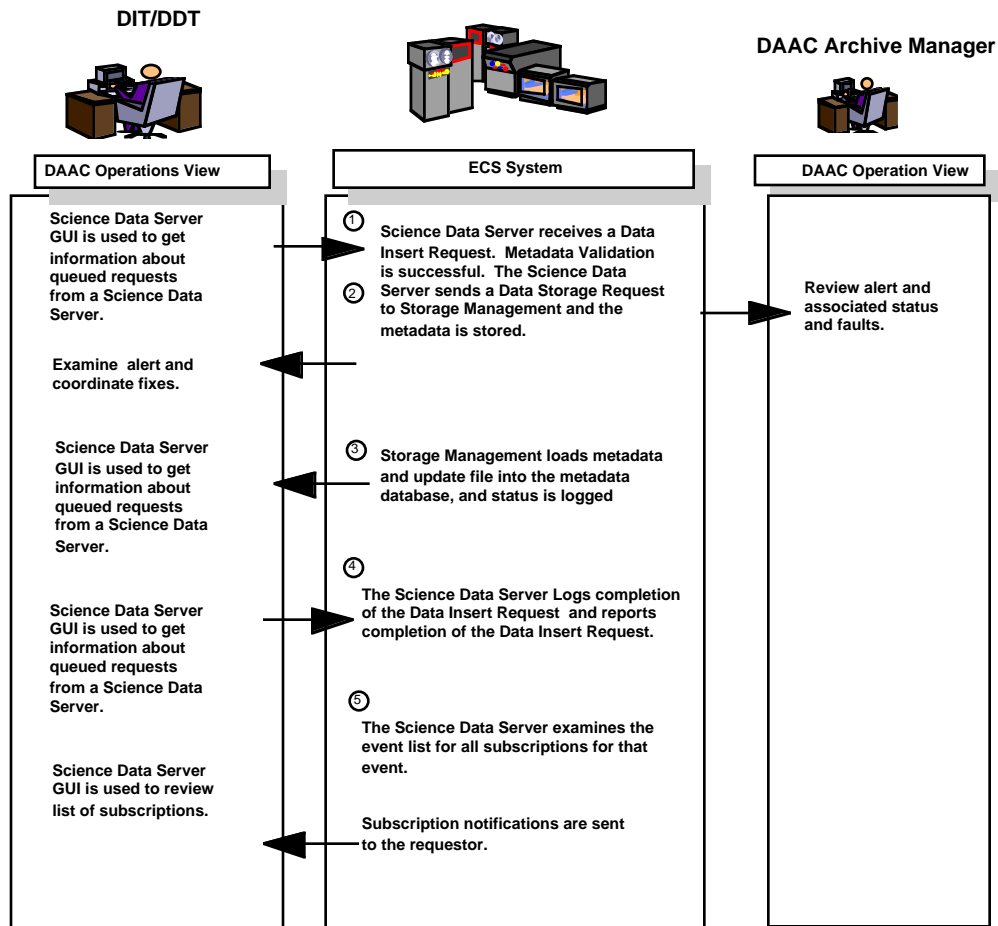 DIT/DDT
DAAC Archive Manager
DAAC Operations View
ECS System
DAAC Operation View
Science Data Server
GUI is used to get
information about
queued requests
from a Science Data
Server.
Examine alert and
coordinate fixes.
Science Data Server
GUI is used to get
information about
queued requests
from a Science Data
Server.
Science Data Server
GUI is used to get
information about
queued requests
from a Science Data
Server.
Science Data Server
GUI is used to review
list of subscriptions.
1
Science Data Server receives a Data
Insert Request. Metadata Validation
is successful. The Science Data
2
Server sends a Data Storage Request
to Storage Management and the
metadata is stored.
3
Storage Management loads metadata
and update file into the metadata
database, and status is logged
4
The Science Data Server Logs completion
of the Data Insert Request and reports
completion of the Data Insert Request.
5
The Science Data Server examines the
event list for all subscriptions for that
event.
Subscription notifications are sent
to the requestor.
Review alert and
associated status
and faults.